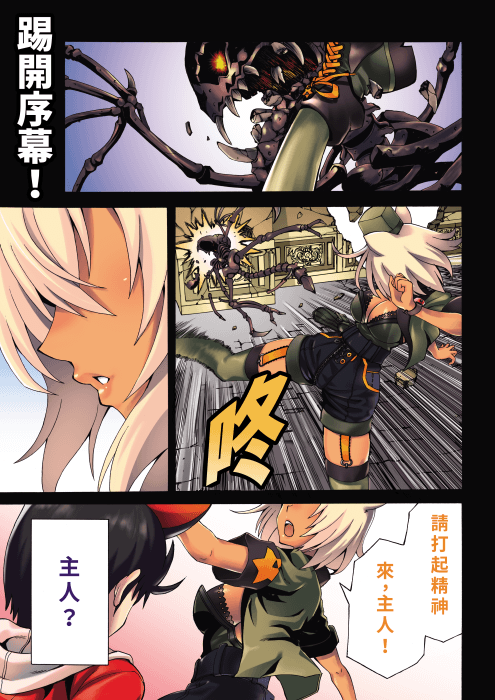 踢開序幕！
咚
請打起精神
來，主人！
主人？